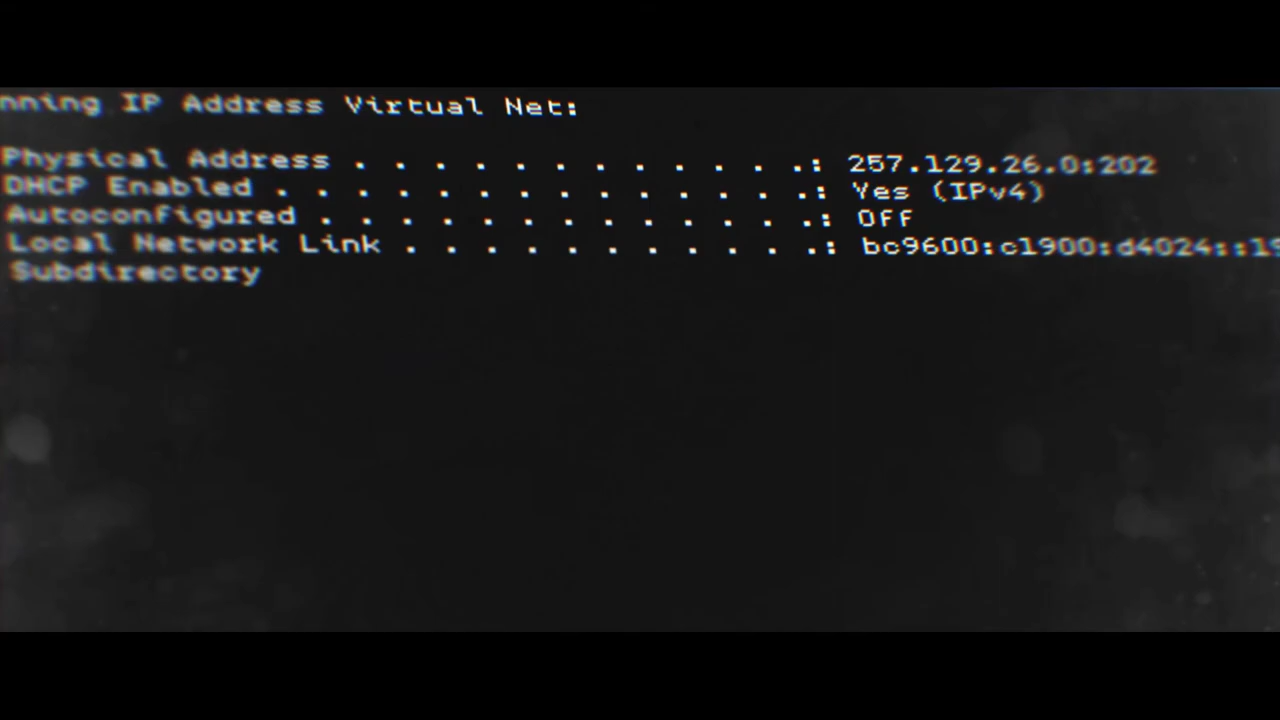 nning IP Address Virtual Net:
Physical Address . . . . . . . . . . . .: 257.129.26.0:202
DHCP Enabled . . . . . . . . . . . . . .: Yes (IPv4)
Autoconfigured . . . . . . . . . . . . .: Off
Local Network Link . . . . . . . . . . .: bc9600:c1900:d4024::19
Subdirectory